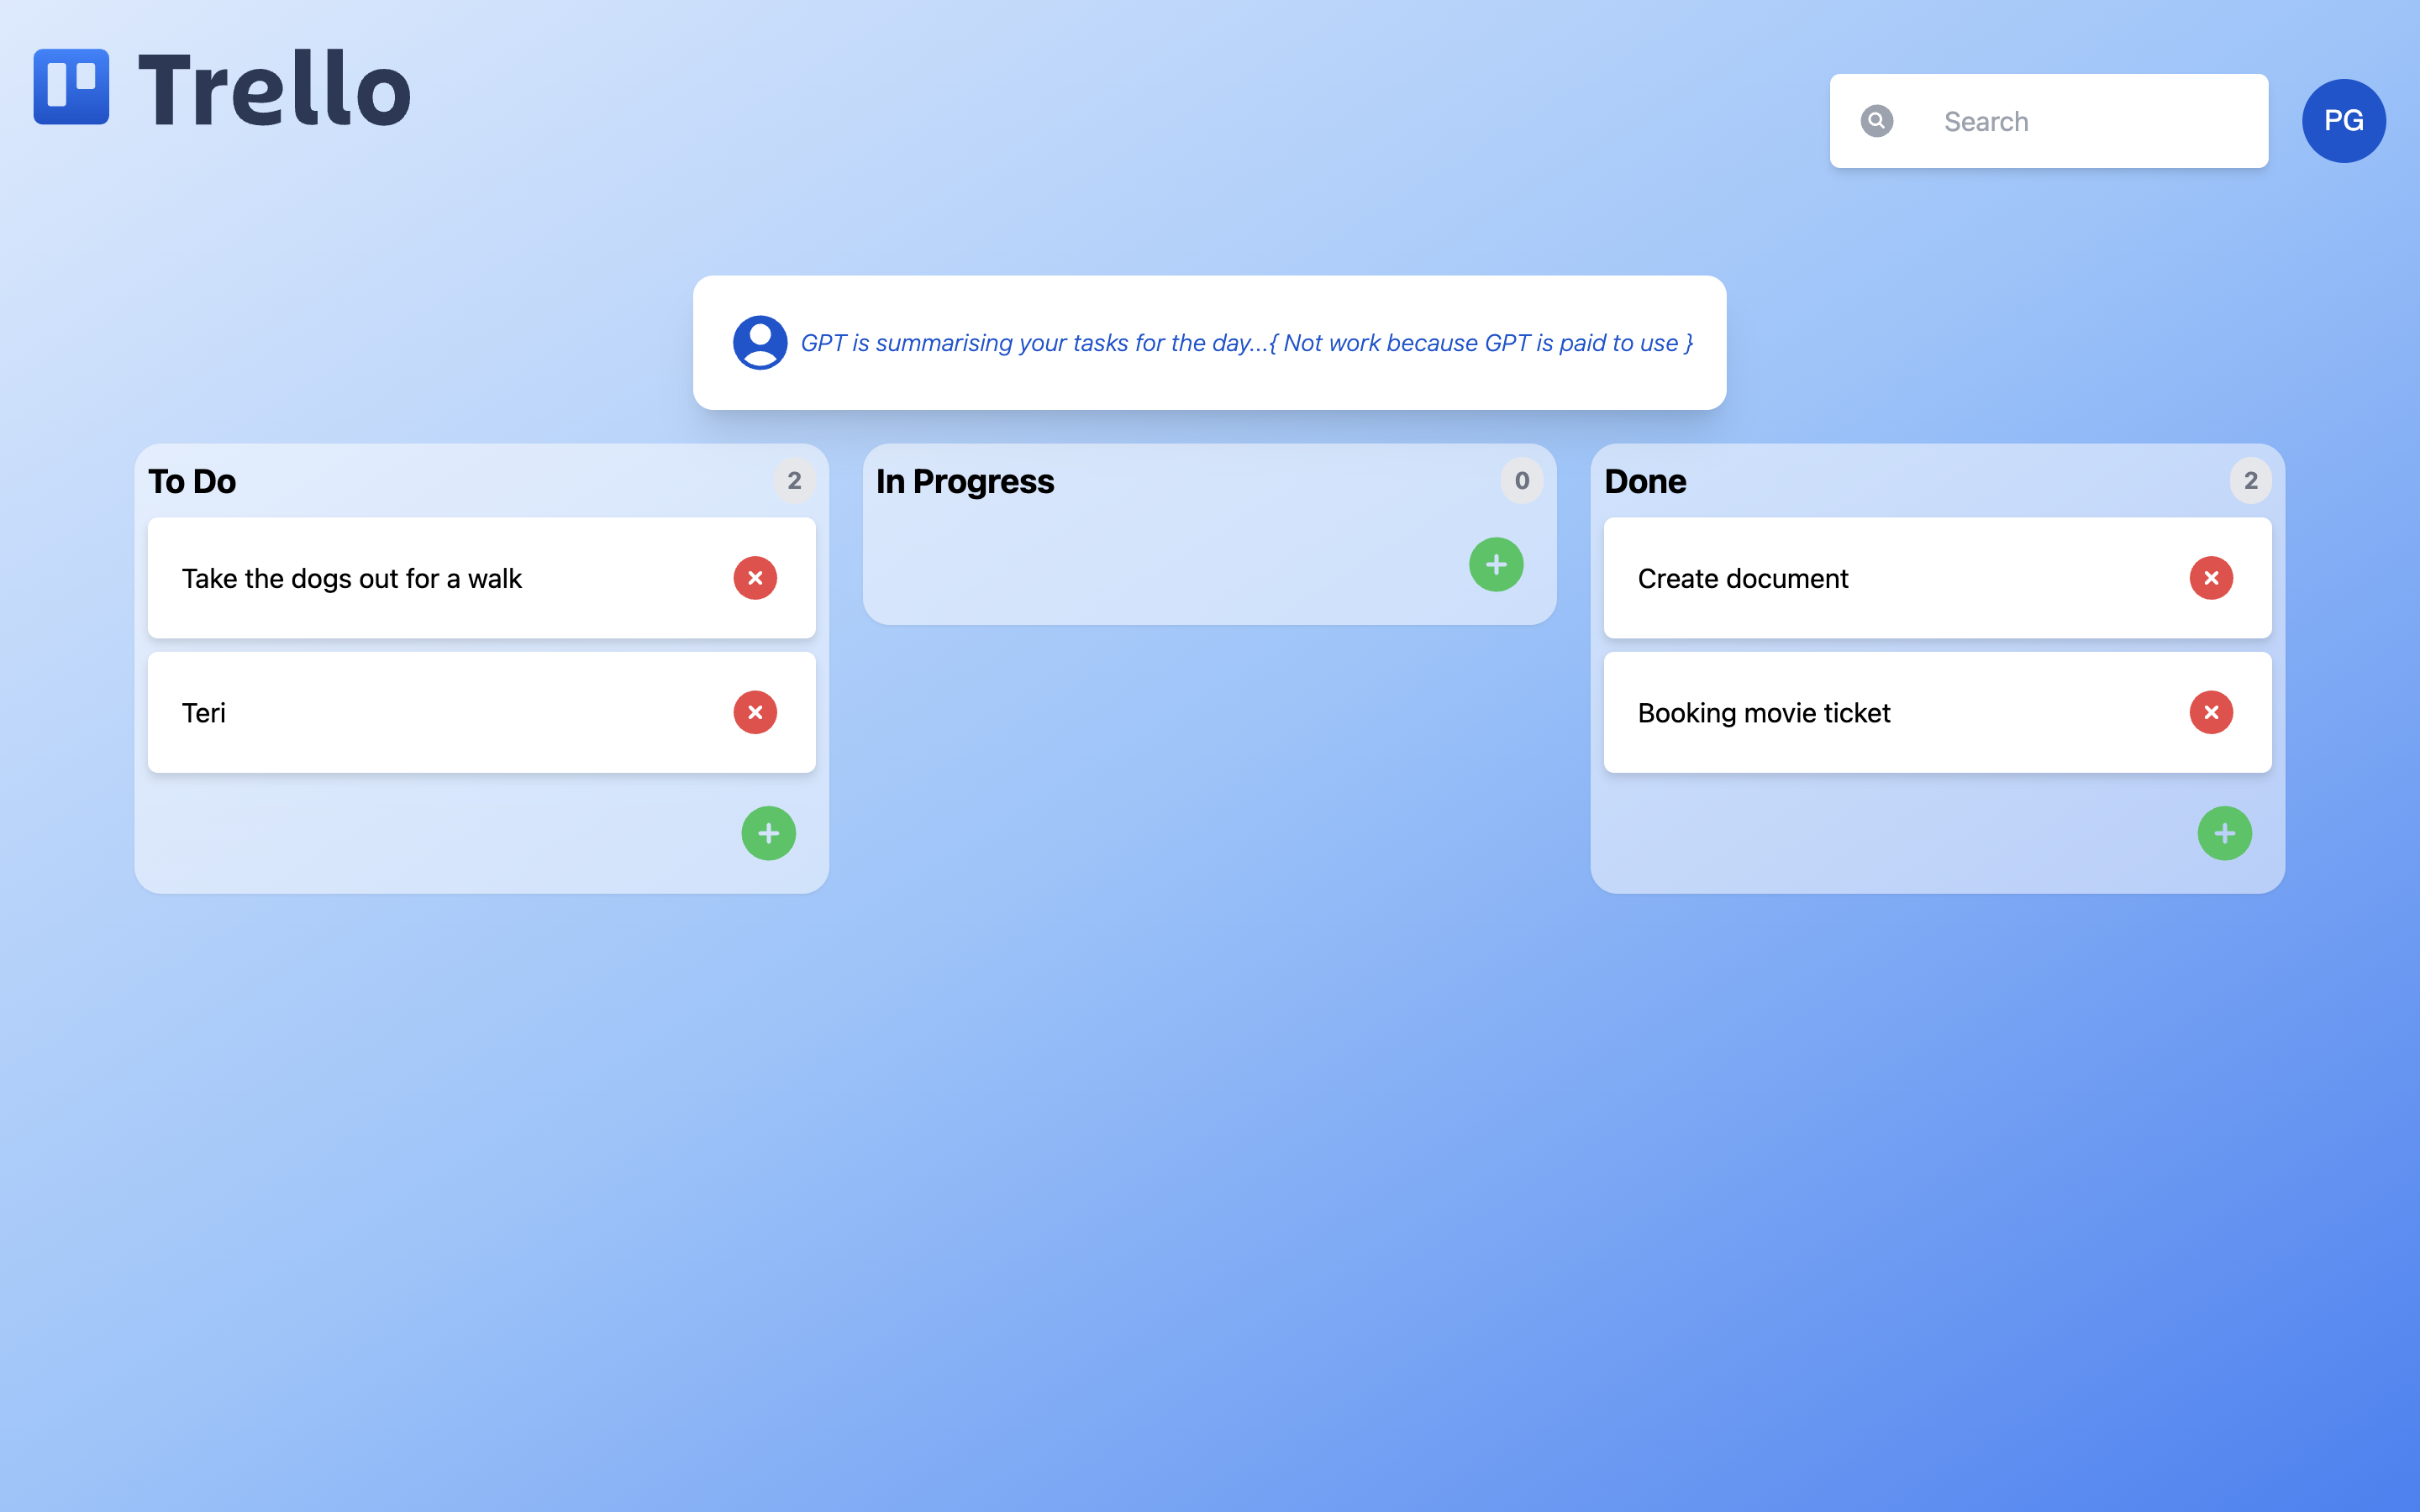 Trello
Search
PG
GPT is summarising your tasks for the day...{ Not work because GPT is paid to use }
To Do
2
Take the dogs out for a walk
Teri
In Progress
0
Done
2
Create document
Booking movie ticket